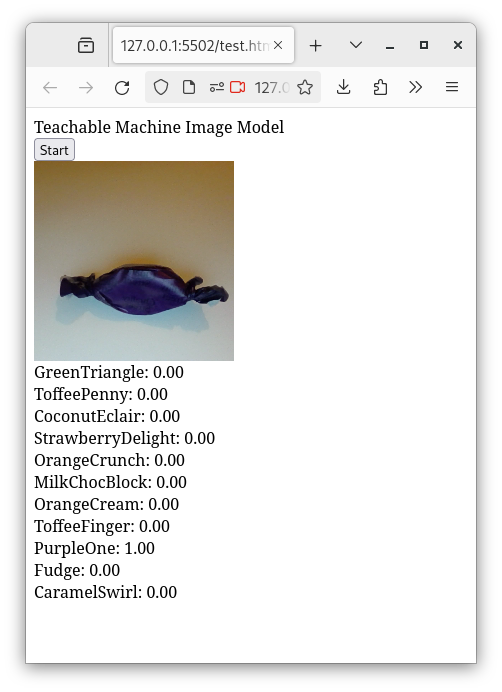 127.0.0.1:5502/test.htm
127.0
Teachable Machine Image Model
Start
GreenTriangle: 0.00
ToffeePenny: 0.00
CoconutEclair: 0.00
StrawberryDelight: 0.00
OrangeCrunch: 0.00
MilkChocBlock: 0.00
OrangeCream: 0.00
ToffeeFinger: 0.00
PurpleOne: 1.00
Fudge: 0.00
CaramelSwirl: 0.00